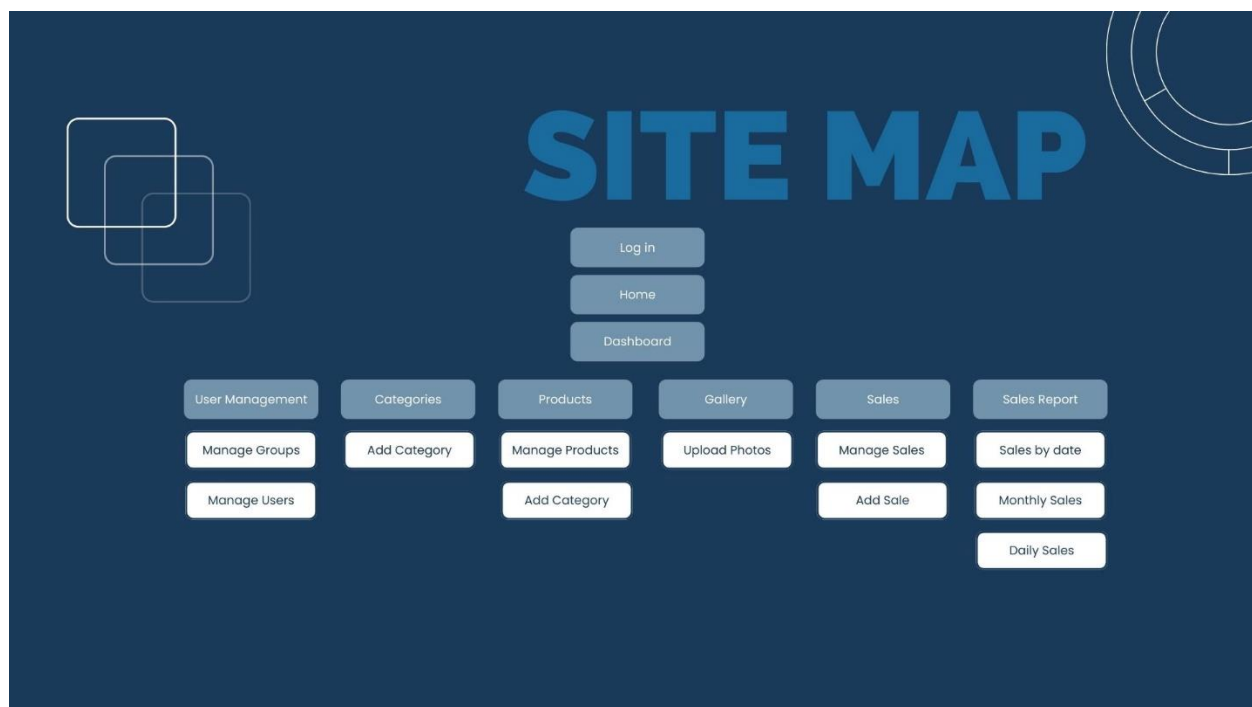 SITE MAP
Log in
Home
Dashboard
User Management
Categories
Products
Gallery
Sales
Sales Report
Manage Groups
Add Category
Manage Products
Upload Photos
Manage Sales
Sales by date
Manage Users
Add Category
Add Sale
Monthly Sales
Daily Sales